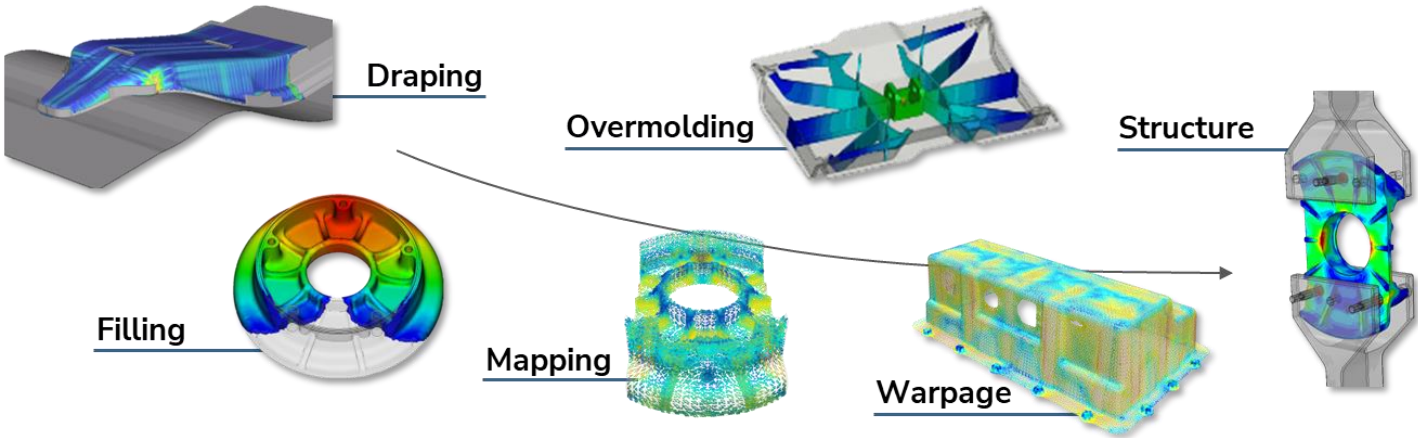 Draping
Overmolding
Structure
Filling
Mapping
Warpage